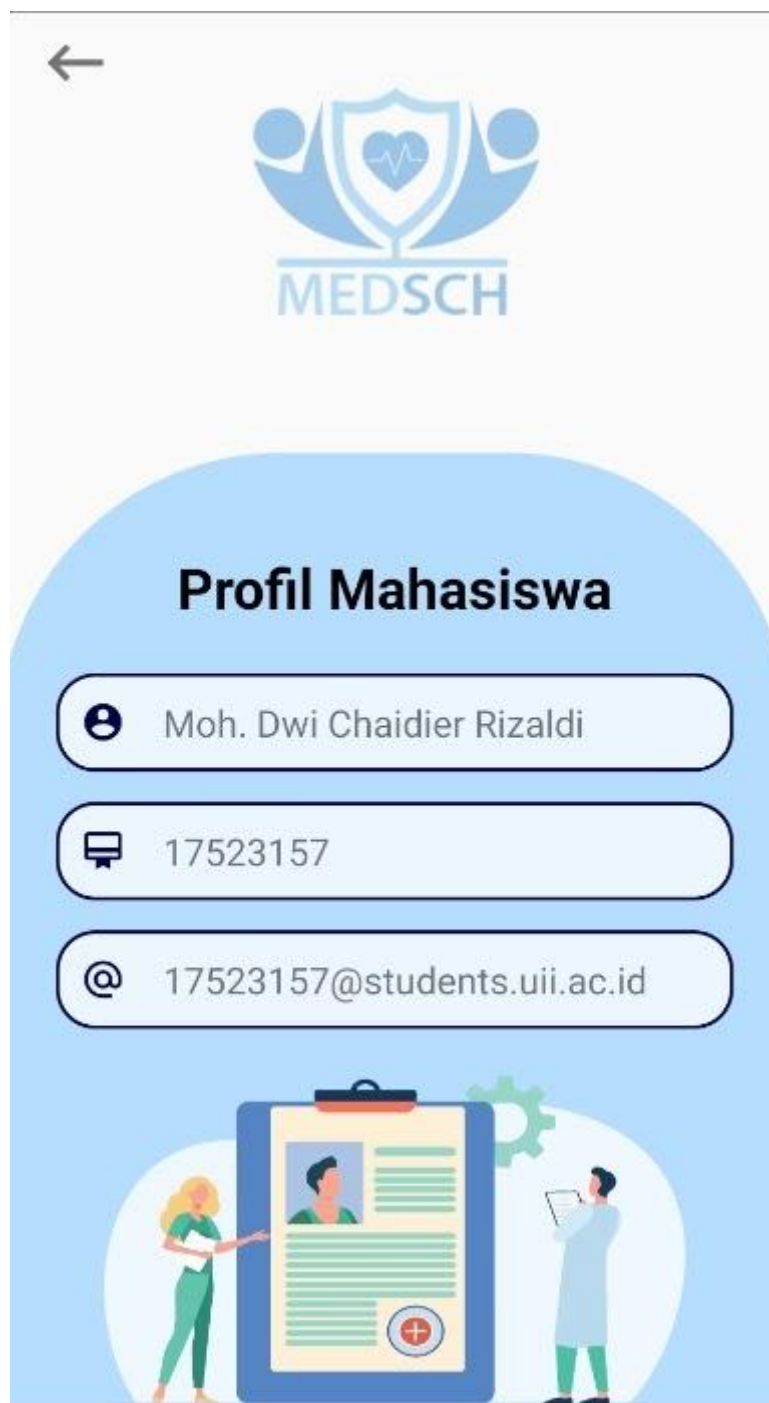 MEDSCH
Profil Mahasiswa
Moh. Dwi Chaidier Rizaldi
17523157
17523157@students.uii.ac.id